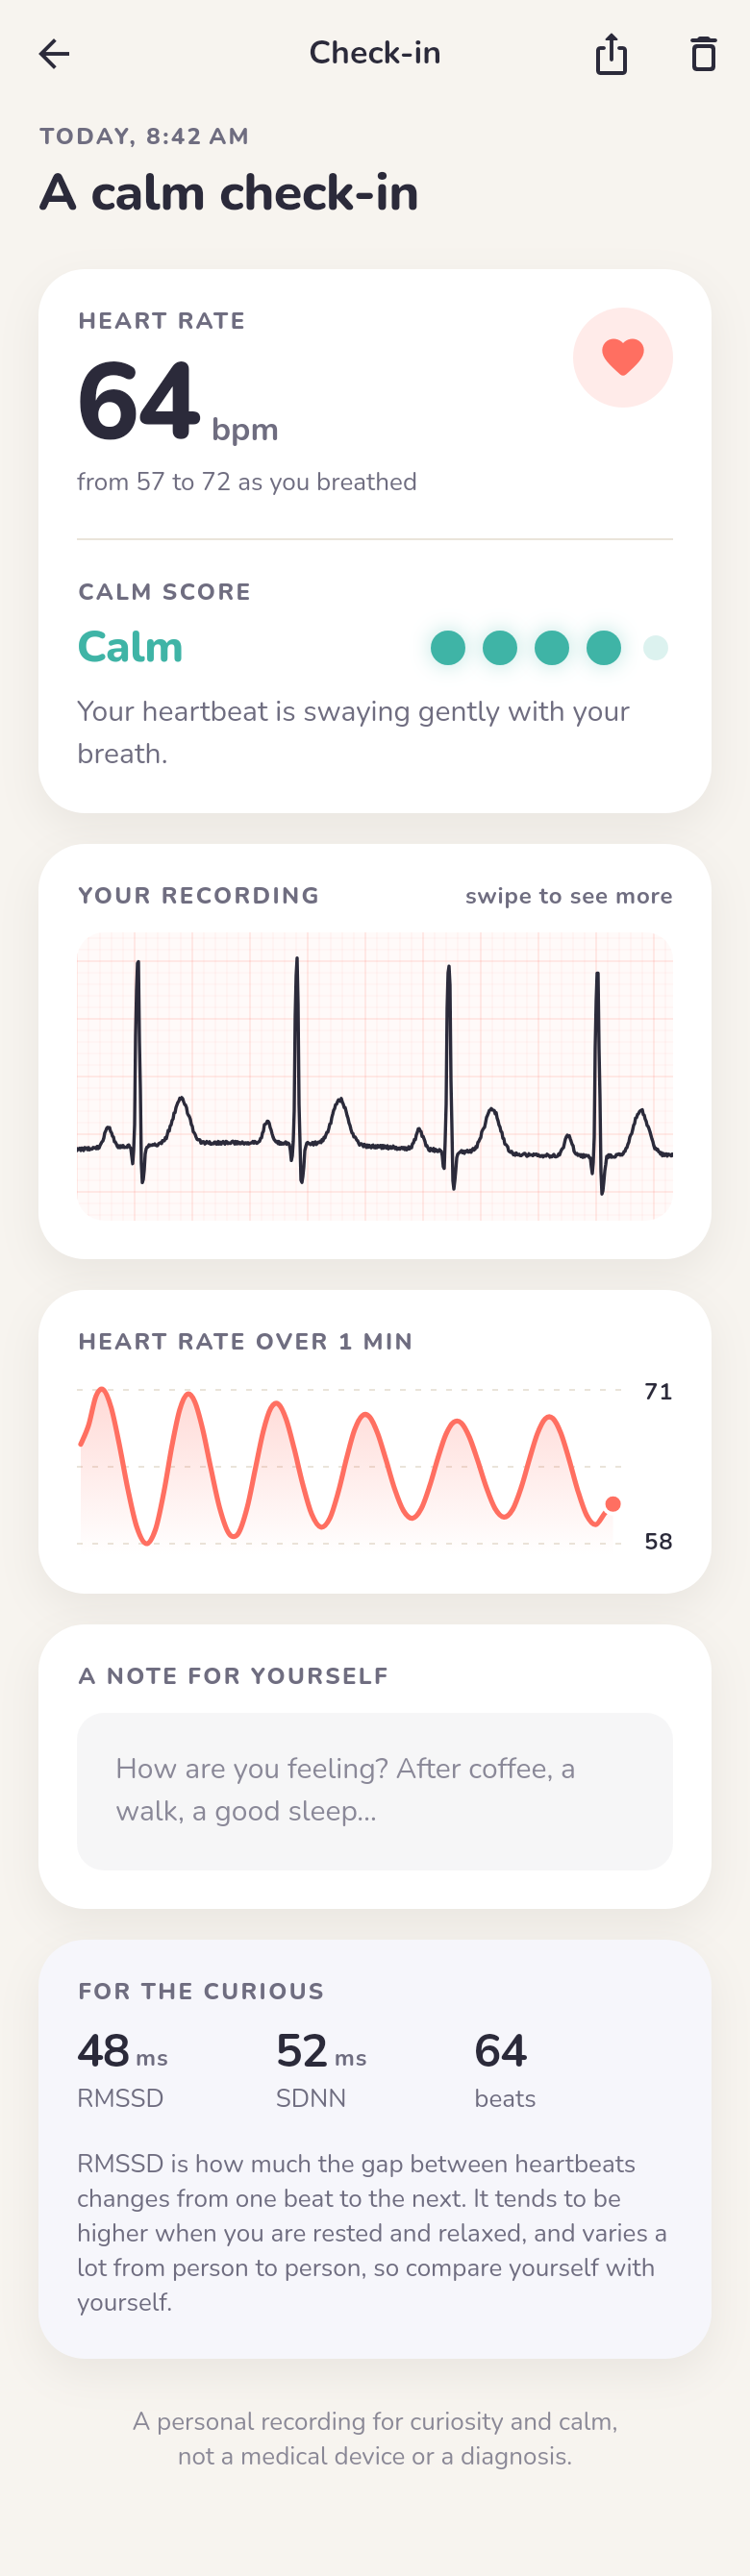 Check-in
TODAY, 8:42 AM
A calm check-in
HEART RATE
64 bpm
from 57 to 72 as you breathed
CALM SCORE
Calm
Your heartbeat is swaying gently with your
breath.
YOUR RECORDING
swipe to see more
HEART RATE OVER 1 MIN
71
58
A NOTE FOR YOURSELF
How are you feeling? After coffee, a
walk, a good sleep...
FOR THE CURIOUS
48 ms
52 ms
64
RMSSD
SDNN
beats
RMSSD is how much the gap between heartbeats
changes from one beat to the next. It tends to be
higher when you are rested and relaxed, and varies a
lot from person to person, so compare yourself with
yourself.
A personal recording for curiosity and calm,
not a medical device or a diagnosis.